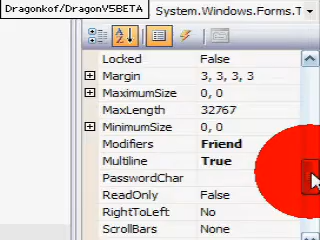 Dragonkof/DragonVSBETA
System.Windows.Forms.T
Locked False
Margin 3, 3, 3, 3
MaximumSize 0, 0
MaxLength 32767
MinimumSize 0, 0
Modifiers Friend
Multiline True
PasswordChar
ReadOnly False
RightToLeft No
ScrollBars None